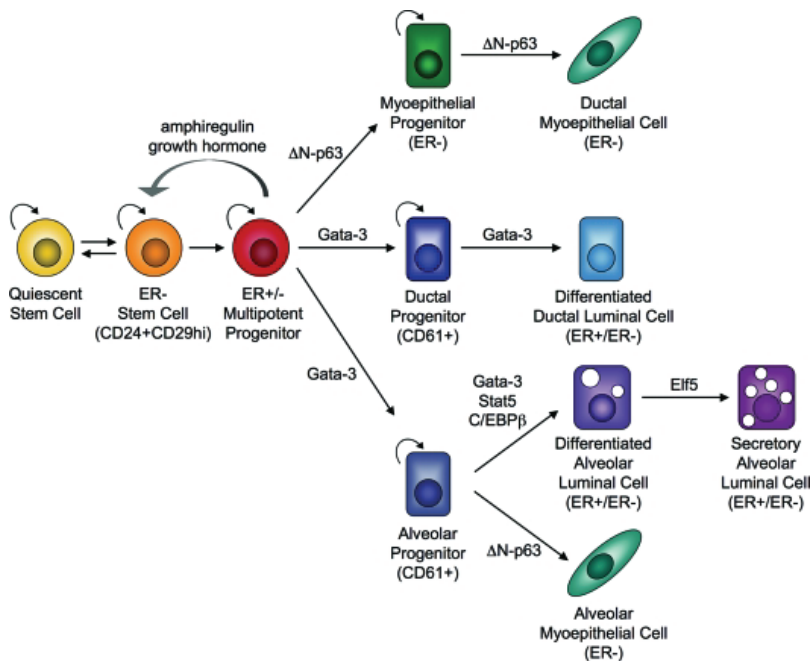 ΔN-p63
Myoepithelial
Progenitor
(ER-)
Ductal
Myoepithelial Cell
(ER-)
amphiregulin
growth hormone
ΔN-p63
Gata-3
Gata-3
Quiescent
Stem Cell
ER-
Stem Cell
(CD24+CD29hi)
ER+/-
Multipotent
Progenitor
Ductal
Progenitor
(CD61+)
Differentiated
Ductal Luminal Cell
(ER+/ER-)
Gata-3
Gata-3
Stat5
C/EBPβ
Elf5
Differentiated
Alveolar
Luminal Cell
(ER+/ER-)
Secretory
Alveolar
Luminal Cell
(ER+/ER-)
Alveolar
Progenitor
(CD61+)
ΔN-p63
Alveolar
Myoepithelial Cell
(ER-)